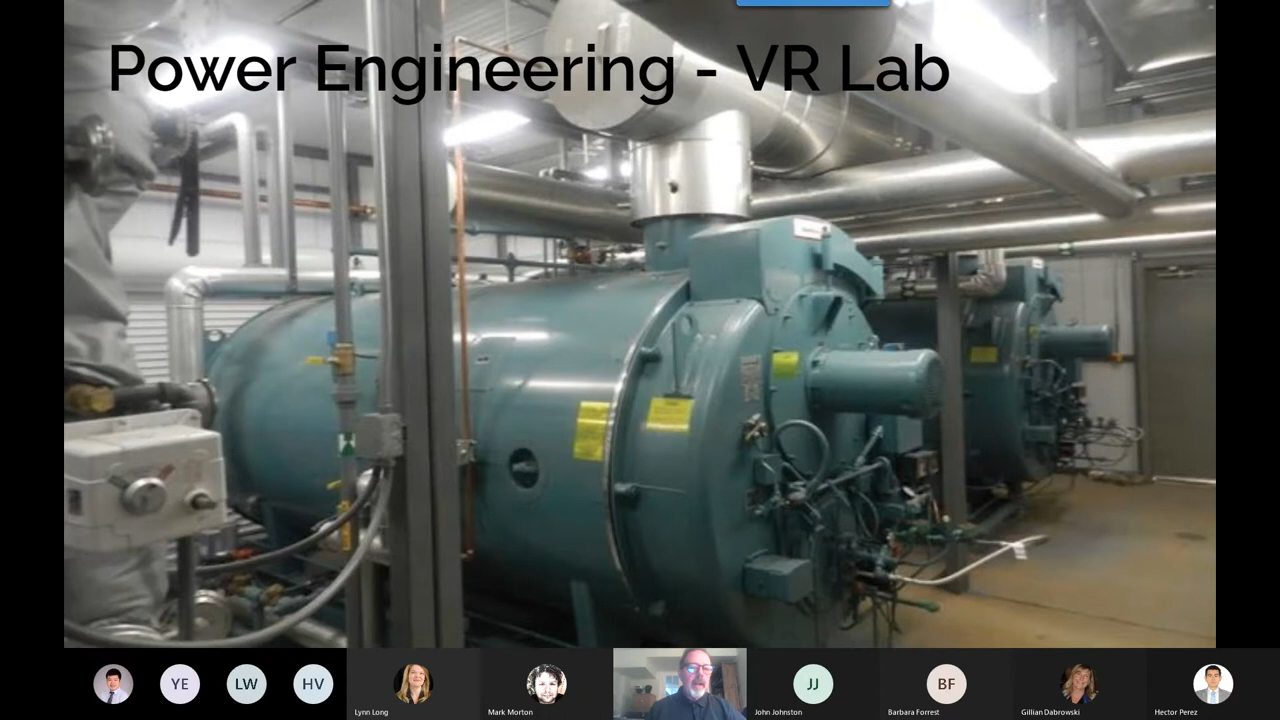 Power Engineering - VR Lab
YE
LW
HV
Lynn Long
Mark Morton
JJ
John Johnston
BF
Barbara Forrest
Gillian Dabrowski
Hector Perez